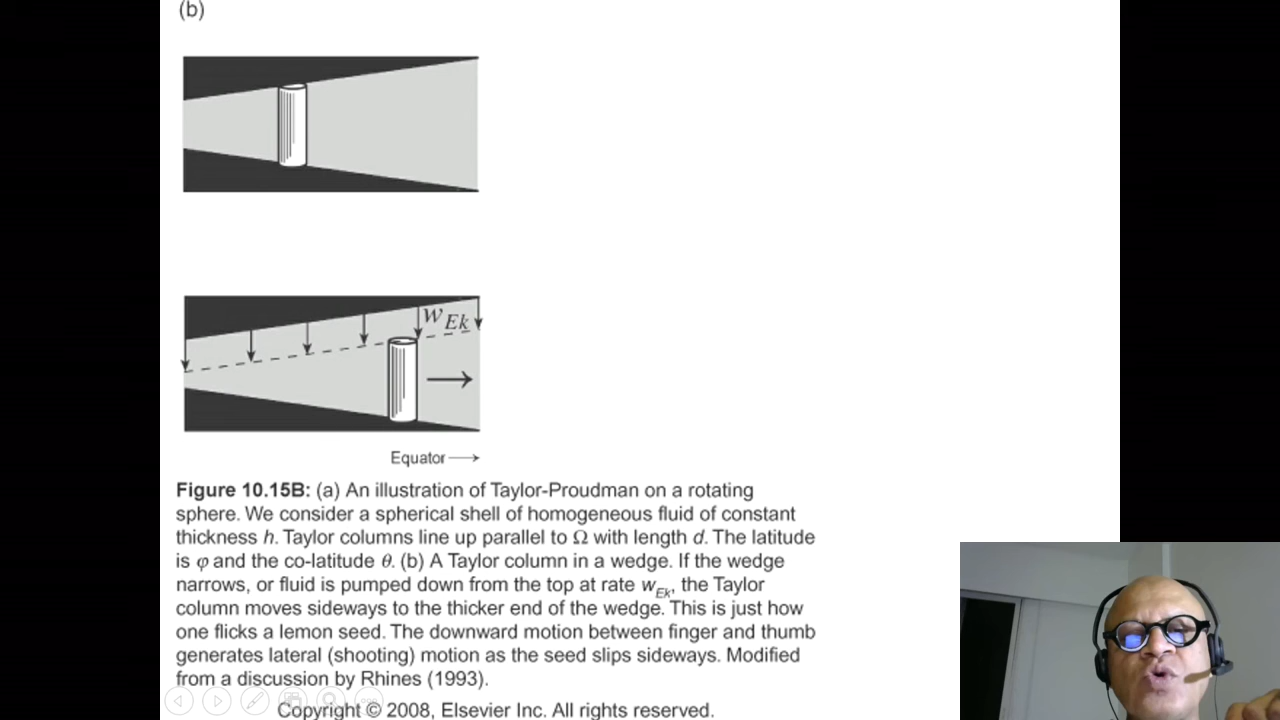 (b)
w Ek
Equator
Figure 10.15B: (a) An illustration of Taylor-Proudman on a rotating
sphere. We consider a spherical shell of homogeneous fluid of constant
thickness h. Taylor columns line up parallel to Ω with length d. The latitude
is φ and the co-latitude θ. (b) A Taylor column in a wedge. If the wedge
narrows, or fluid is pumped down from the top at rate wEk, the Taylor
column moves sideways to the thicker end of the wedge. This is just how
one flicks a lemon seed. The downward motion between finger and thumb
generates lateral (shooting) motion as the seed slips sideways. Modified
from a discussion by Rhines (1993).
Copyright © 2008, Elsevier Inc. All rights reserved.